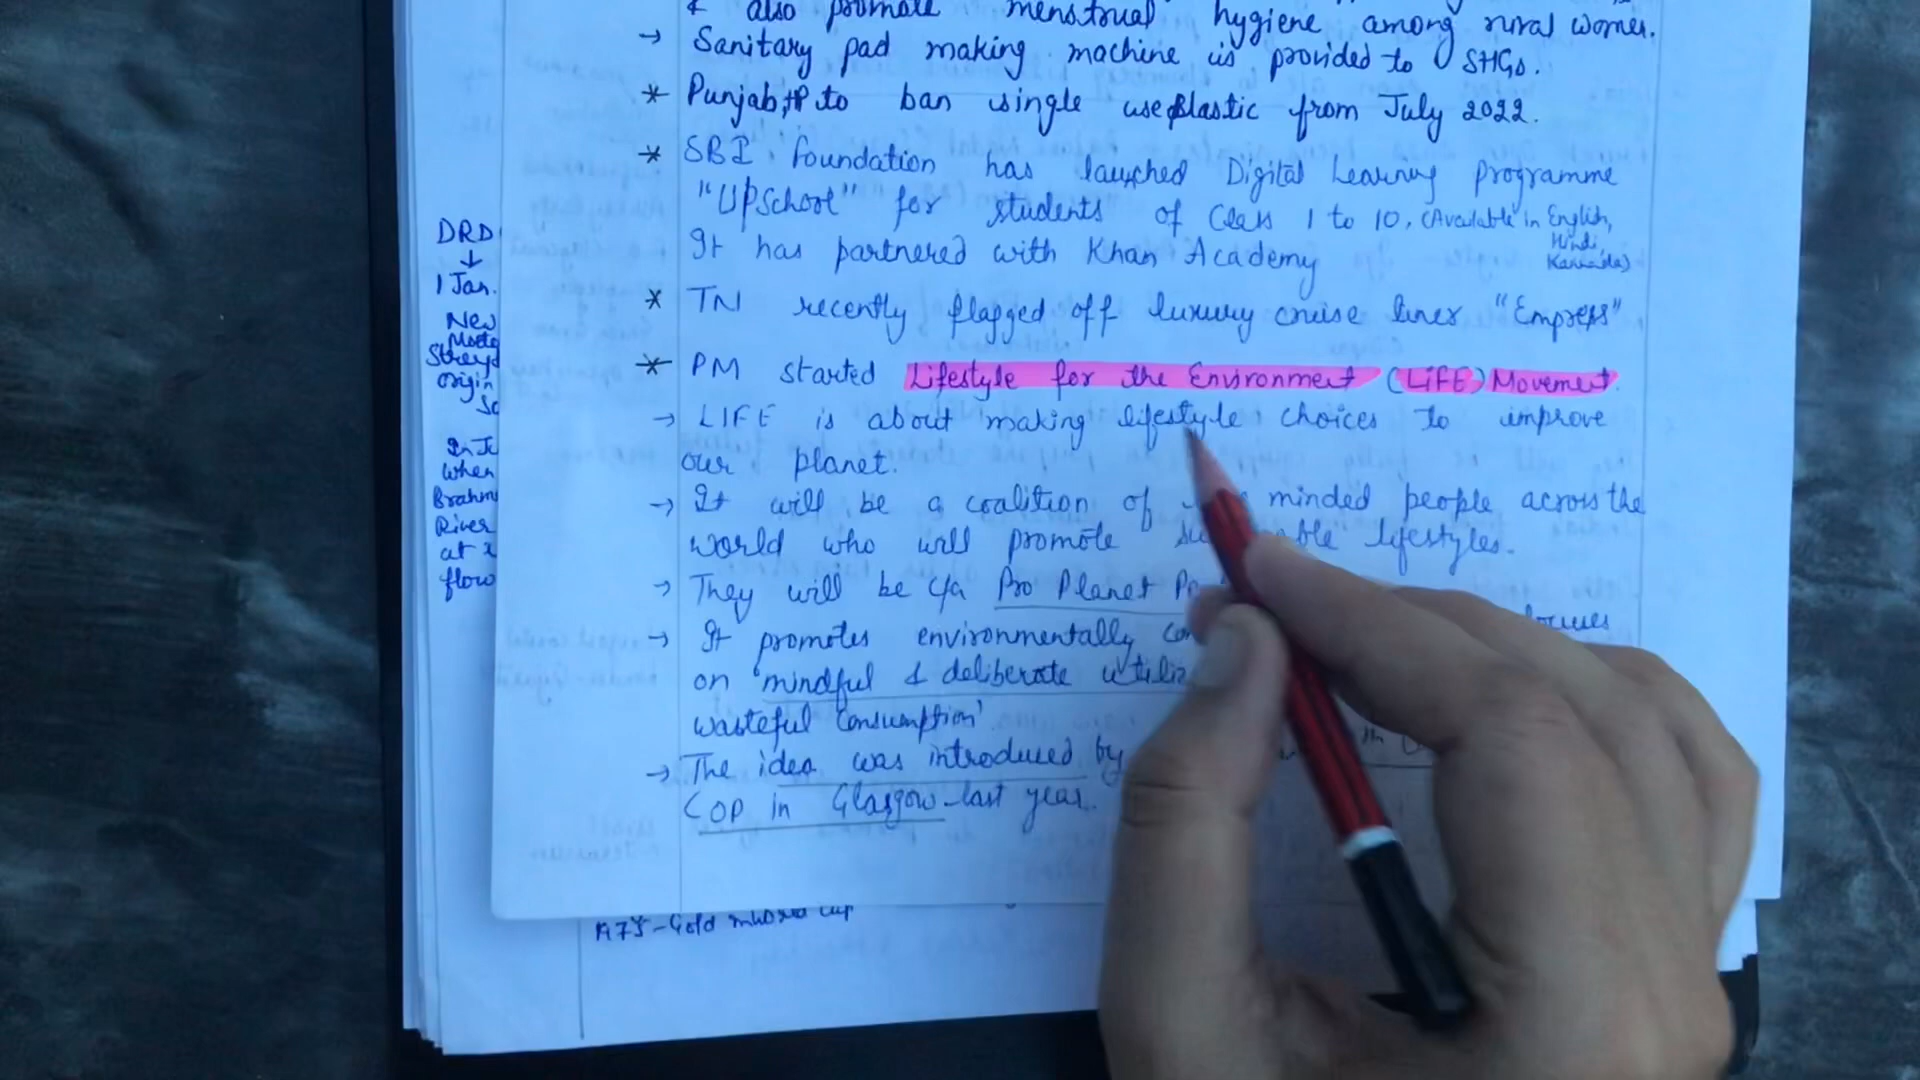 & also promote menstrual hygiene among rural women.
→ Sanitary pad making machine is provided to SHGs.
* Punjab, HP to ban single use plastic from July 2022.
* SBI Foundation has launched Digital Learning Programme
"UPSchool" for students of Class 1 to 10. (Available in English,
Hindi,
Kannada)
It has partnered with Khan Academy
* TN recently flagged off luxury cruise liner "Empress"
* PM started Lifestyle for the Environment (LiFE) Movement.
→ LIFE is about making lifestyle choices to improve
our planet.
→ It will be a coalition of minded people across the
world who will promote lifestyles.
→ They will be c/a Pro Planet
→ It promotes environmentally
on 'mindful & deliberate
wasteful consumption'
→ The idea was introduced by in
COP in Glasgow last year.
DRD
↓
1 Jan.
New
origin
when
River
at
flow
A75 - Gold